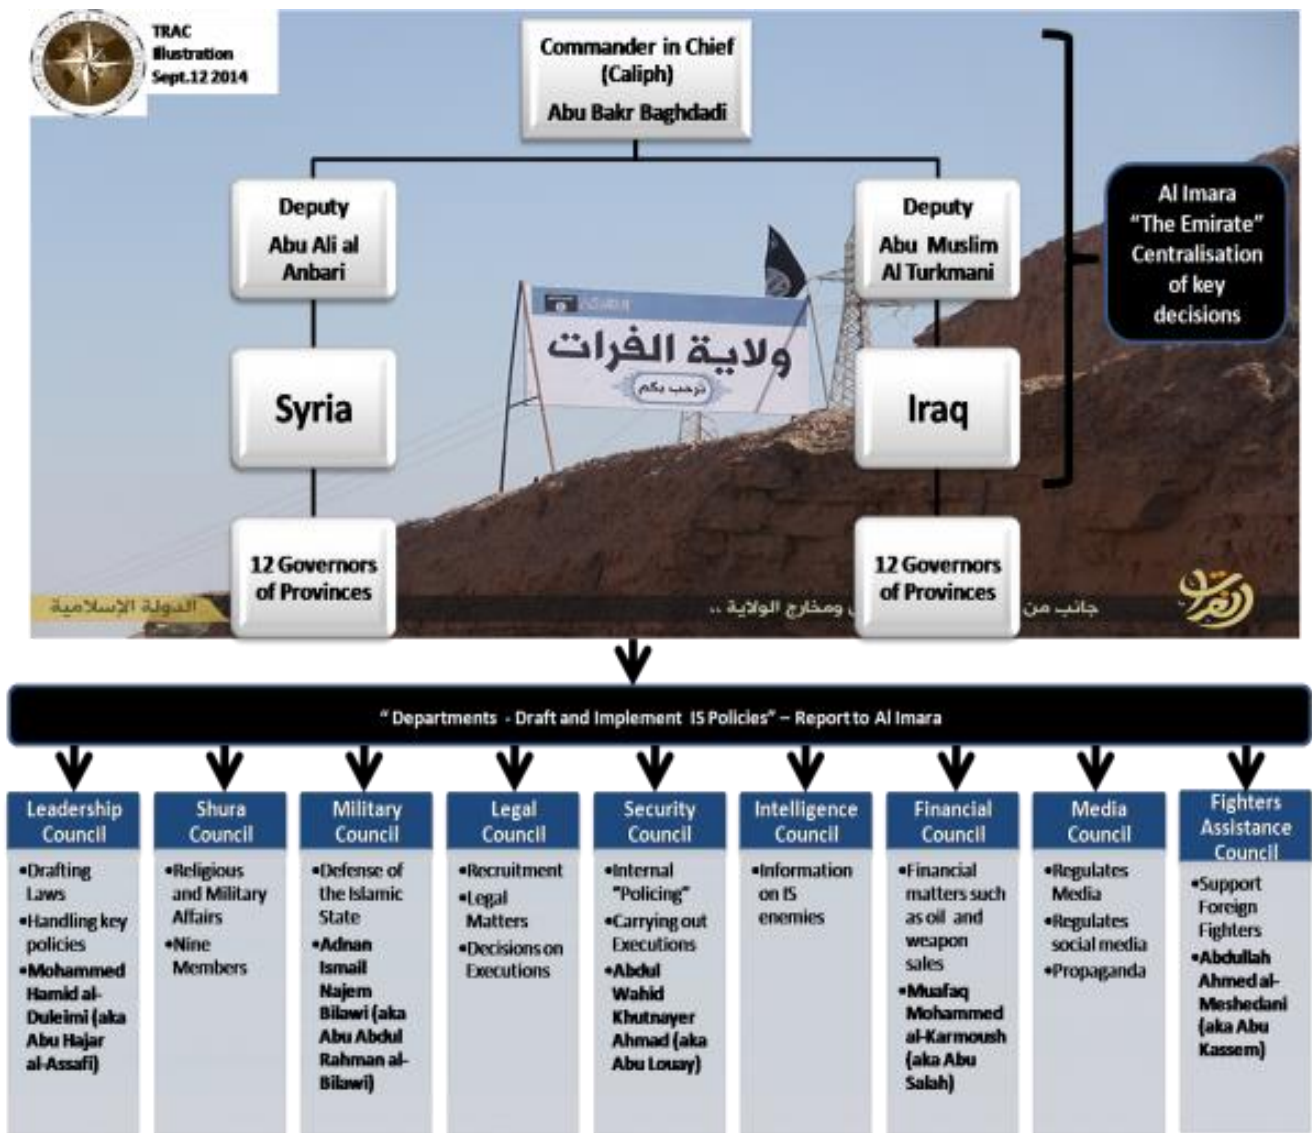 TRAC
Illustration
Sept.12 2014
Commander in Chief
(Caliph)
Abu Bakr Baghdadi
Deputy
Abu Ali al
Anbari
Deputy
Abu Muslim
Al Turkmani
Al Imara
"The Emirate"
Centralisation
of key
decisions
ولاية الفرات
ترحب بكم
Syria
Iraq
12 Governors
of Provinces
12 Governors
of Provinces
الدولة الإسلامية
جانب من
ومخارج الولاية ..
الفرات
" Departments - Draft and Implement IS Policies" – Report to Al Imara
Leadership
Council
•Drafting
Laws
•Handling key
policies
•Mohammed
Hamid al-
Duleimi (aka
Abu Hajar
al-Assafi)
Shura
Council
•Religious
and Military
Affairs
•Nine
Members
Military
Council
•Defense of
the Islamic
State
•Adnan
Ismail
Najem
Bilawi (aka
Abu Abdul
Rahman al-
Bilawi)
Legal
Council
•Recruitment
•Legal
Matters
•Decisions on
Executions
Security
Council
•Internal
"Policing"
•Carrying out
Executions
•Abdul
Wahid
Khutnayer
Ahmad (aka
Abu Louay)
Intelligence
Council
•Information
on IS
enemies
Financial
Council
•Financial
matters such
as oil and
weapon
sales
•Muafaq
Mohammed
al-Karmoush
(aka Abu
Salah)
Media
Council
•Regulates
Media
•Regulates
social media
•Propaganda
Fighters
Assistance
Council
•Support
Foreign
Fighters
•Abdullah
Ahmed al-
Meshedani
(aka Abu
Kassem)